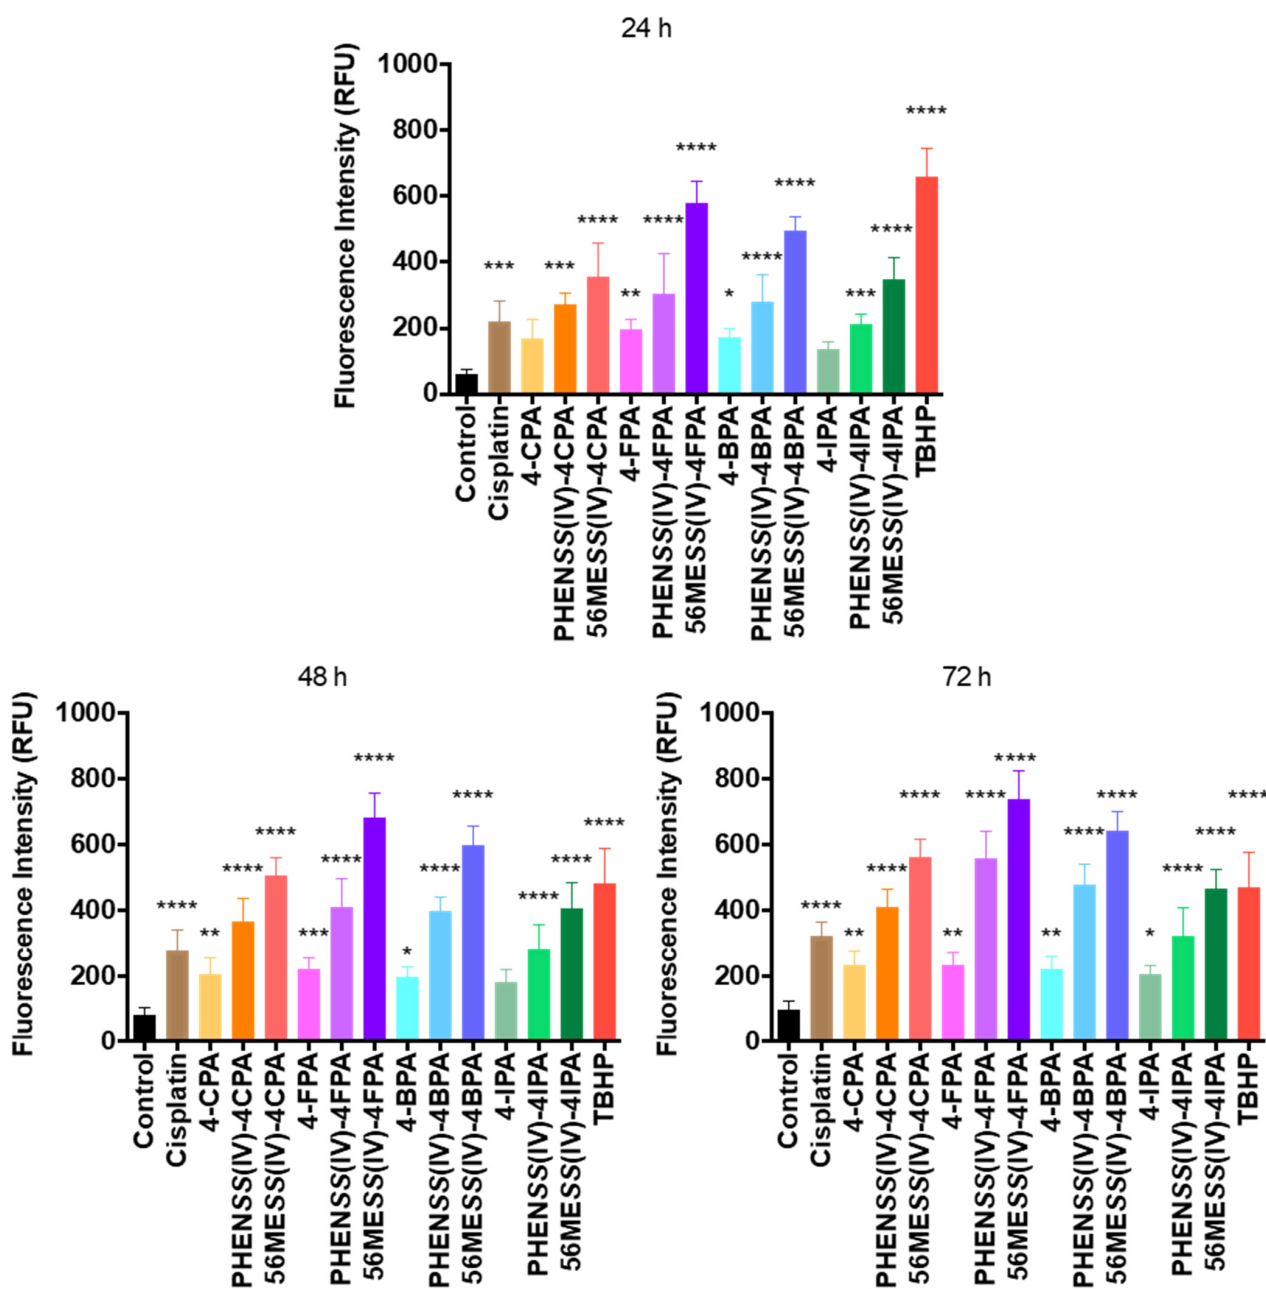 24 h
Fluorescence Intensity (RFU)
1000
800
600
400
200
0
***
***
****
**
****
****
*
****
****
***
****
****
Control
Cisplatin
4-CPA
PHENSS(IV)-4CPA
56MESS(IV)-4CPA
4-FPA
PHENSS(IV)-4FPA
56MESS(IV)-4FPA
4-BPA
PHENSS(IV)-4BPA
56MESS(IV)-4BPA
4-IPA
PHENSS(IV)-4IPA
56MESS(IV)-4IPA
TBHP
48 h
Fluorescence Intensity (RFU)
1000
800
600
400
200
0
****
**
****
****
***
****
****
*
****
****
****
****
****
Control
Cisplatin
4-CPA
PHENSS(IV)-4CPA
56MESS(IV)-4CPA
4-FPA
PHENSS(IV)-4FPA
56MESS(IV)-4FPA
4-BPA
PHENSS(IV)-4BPA
56MESS(IV)-4BPA
4-IPA
PHENSS(IV)-4IPA
56MESS(IV)-4IPA
TBHP
72 h
Fluorescence Intensity (RFU)
1000
800
600
400
200
0
****
**
****
****
**
****
****
**
****
****
*
****
****
****
Control
Cisplatin
4-CPA
PHENSS(IV)-4CPA
56MESS(IV)-4CPA
4-FPA
PHENSS(IV)-4FPA
56MESS(IV)-4FPA
4-BPA
PHENSS(IV)-4BPA
56MESS(IV)-4BPA
4-IPA
PHENSS(IV)-4IPA
56MESS(IV)-4IPA
TBHP